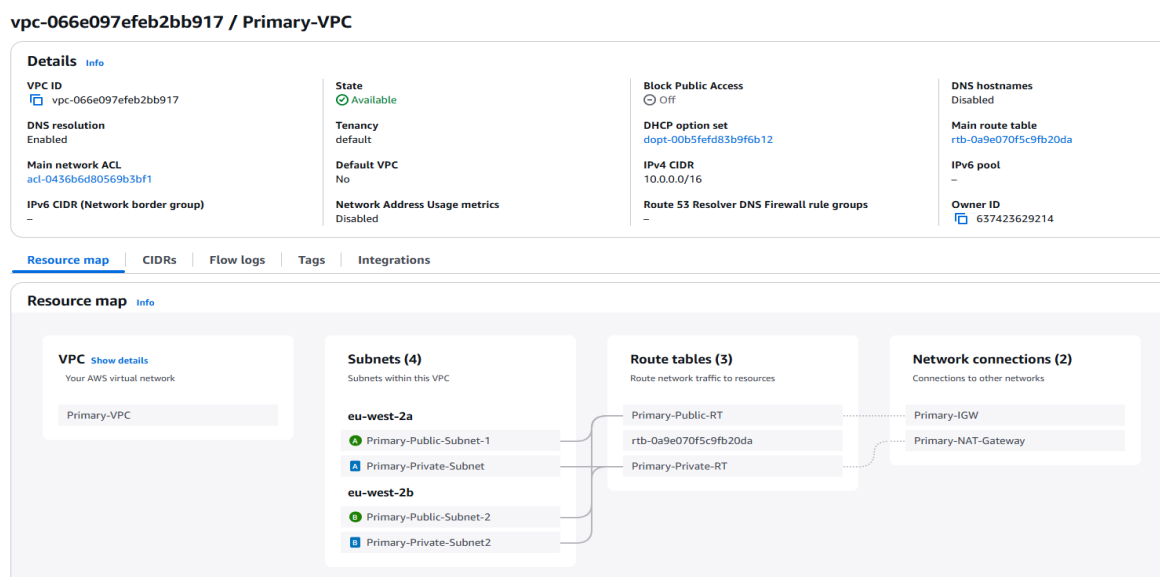 vpc-066e097efeb2bb917 / Primary-VPC
Details Info
VPC ID
vpc-066e097efeb2bb917
State
Available
Block Public Access
Off
DNS hostnames
Disabled
DNS resolution
Enabled
Tenancy
default
DHCP option set
dopt-00b5fefd83b9f6b12
Main route table
rtb-0a9e070f5c9fb20da
Main network ACL
acl-0436b6d80569b3bf1
Default VPC
No
IPv4 CIDR
10.0.0.0/16
IPv6 pool
–
IPv6 CIDR (Network border group)
–
Network Address Usage metrics
Disabled
Route 53 Resolver DNS Firewall rule groups
–
Owner ID
637423629214
Resource map
CIDRs
Flow logs
Tags
Integrations
Resource map Info
VPC Show details
Your AWS virtual network
Primary-VPC
Subnets (4)
Subnets within this VPC
eu-west-2a
A Primary-Public-Subnet-1
A Primary-Private-Subnet
eu-west-2b
B Primary-Public-Subnet-2
B Primary-Private-Subnet2
Route tables (3)
Route network traffic to resources
Primary-Public-RT
rtb-0a9e070f5c9fb20da
Primary-Private-RT
Network connections (2)
Connections to other networks
Primary-IGW
Primary-NAT-Gateway